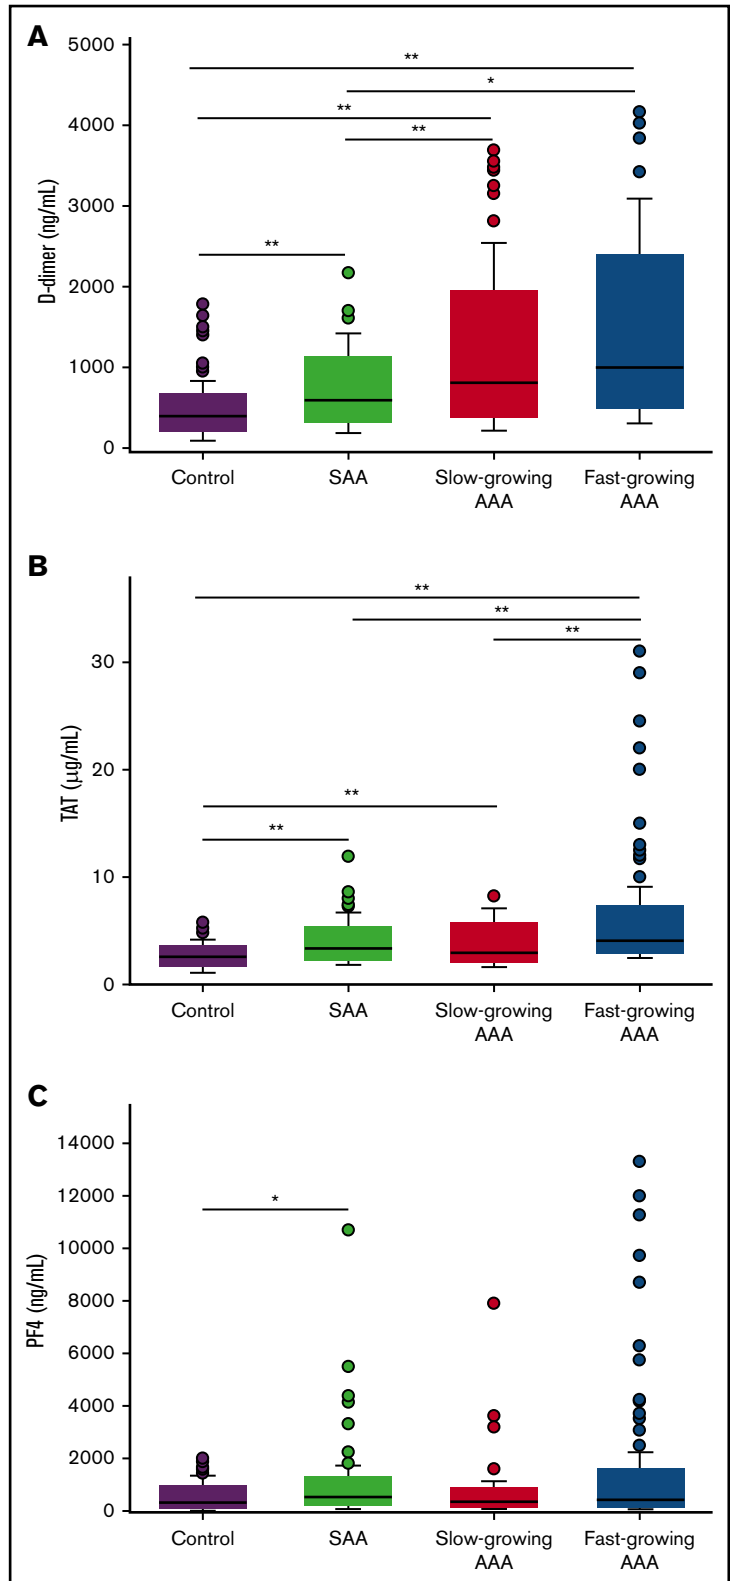 A
5000
4000
3000
2000
1000
0
D-dimer (ng/mL)
**
*
**
**
**
Control
SAA
Slow-growing AAA
Fast-growing AAA
B
30
20
10
0
TAT (μg/mL)
**
**
**
**
**
Control
SAA
Slow-growing AAA
Fast-growing AAA
C
14000
12000
10000
8000
6000
4000
2000
0
PF4 (ng/mL)
*
Control
SAA
Slow-growing AAA
Fast-growing AAA